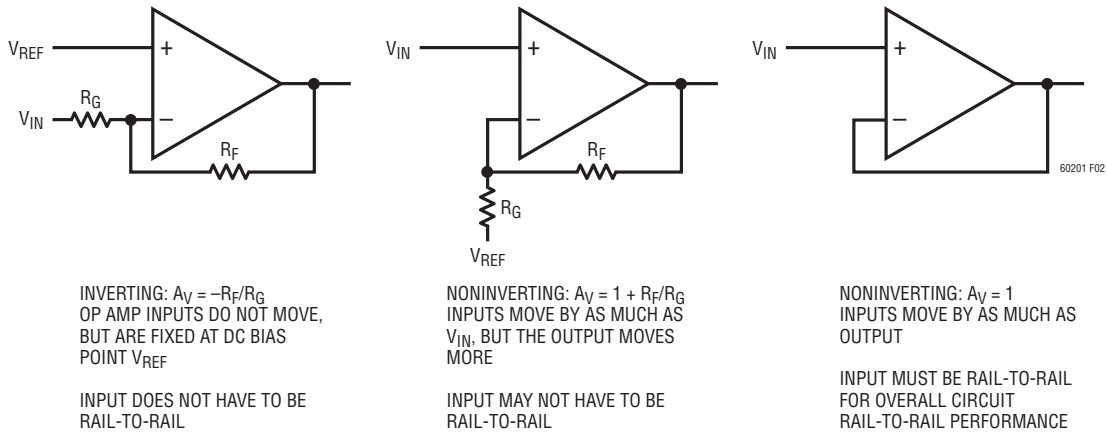 VREF
+
RG
VIN
−
RF
VIN
+
−
RF
RG
VREF
VIN
+
−
60201 F02
INVERTING: AV = –RF/RG
OP AMP INPUTS DO NOT MOVE,
BUT ARE FIXED AT DC BIAS
POINT VREF
INPUT DOES NOT HAVE TO BE
RAIL-TO-RAIL
NONINVERTING: AV = 1 + RF/RG
INPUTS MOVE BY AS MUCH AS
VIN, BUT THE OUTPUT MOVES
MORE
INPUT MAY NOT HAVE TO BE
RAIL-TO-RAIL
NONINVERTING: AV = 1
INPUTS MOVE BY AS MUCH AS
OUTPUT
INPUT MUST BE RAIL-TO-RAIL
FOR OVERALL CIRCUIT
RAIL-TO-RAIL PERFORMANCE